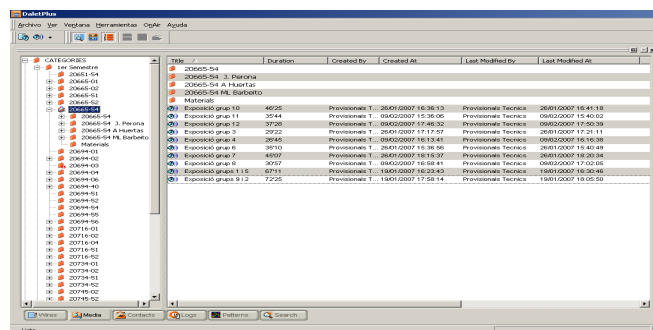 DaletPlus
Archivo Ver Ventana Herramientas OnAir Ayuda
CATEGORIES
1er Semestre
20651-54
20665-01
20665-02
20665-51
20665-52
20665-54
20665-54
20665-54 J. Perona
20665-54 A Huertas
20665-54 ML Barbeito
Materials
20694-01
20694-02
20694-03
20694-04
20694-06
20694-40
20694-51
20694-52
20694-54
20694-55
20694-56
20716-01
20716-02
20716-04
20716-51
20716-52
20734-01
20734-02
20734-51
20734-52
20745-02
20745-52
Title / Duration Created By Created At Last Modified By Last Modified At
20665-54
20665-54 J. Perona
20665-54 A Huertas
20665-54 ML Barbeito
Materials
Exposició grup 10 46'25 Provisionals T... 26/01/2007 16:36:13 Provisionals Tecnics 26/01/2007 16:41:18
Exposició grup 11 35'44 Provisionals T... 09/02/2007 15:36:06 Provisionals Tecnics 09/02/2007 15:40:02
Exposició grup 12 37'28 Provisionals T... 09/02/2007 17:46:32 Provisionals Tecnics 09/02/2007 17:50:39
Exposició grup 3 29'22 Provisionals T... 26/01/2007 17:17:57 Provisionals Tecnics 26/01/2007 17:21:11
Exposició grup 4 26'45 Provisionals T... 09/02/2007 16:13:41 Provisionals Tecnics 09/02/2007 16:16:38
Exposició grup 6 35'10 Provisionals T... 26/01/2007 15:36:56 Provisionals Tecnics 26/01/2007 15:40:49
Exposició grup 7 45'07 Provisionals T... 26/01/2007 18:15:37 Provisionals Tecnics 26/01/2007 18:20:34
Exposició grup 8 30'57 Provisionals T... 09/02/2007 16:58:41 Provisionals Tecnics 09/02/2007 17:02:05
Exposició grups 1 i 5 67'11 Provisionals T... 19/01/2007 16:23:43 Provisionals Tecnics 19/01/2007 16:30:46
Exposició grups 9 i 2 72'25 Provisionals T... 19/01/2007 17:58:14 Provisionals Tecnics 19/01/2007 18:05:50
Wires Media Contacts Logs Patterns Search